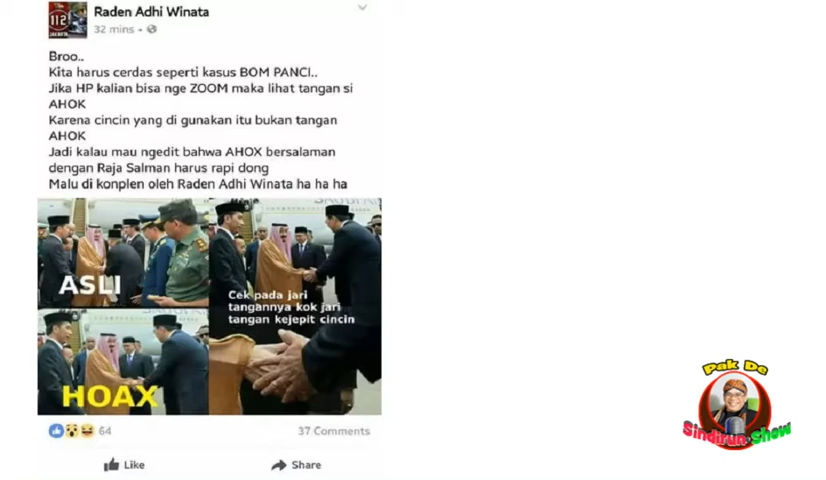 Raden Adhi Winata
32 mins
Broo..
Kita harus cerdas seperti kasus BOM PANCI..
Jika HP kalian bisa nge ZOOM maka lihat tangan si
AHOK
Karena cincin yang di gunakan itu bukan tangan
AHOK
Jadi kalau mau ngedit bahwa AHOX bersalaman
dengan Raja Salman harus rapi dong
Malu di konplen oleh Raden Adhi Winata ha ha ha
ASLI
Cek pada jari
tangannya kok jari
tangan kejepit cincin
HOAX
64
37 Comments
Like
Share
112
Pak De
Sindirun Show